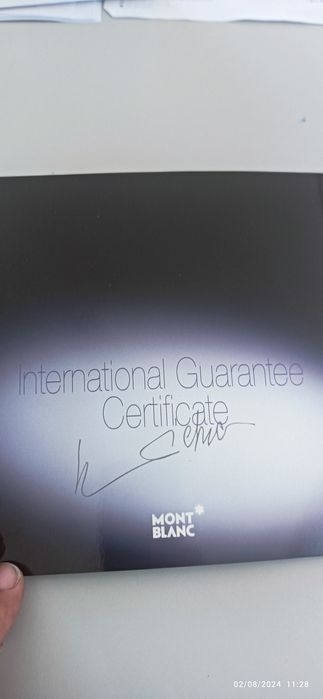 International Guarantee
Certificate
MONT
BLANC
02/08/2024 11:28